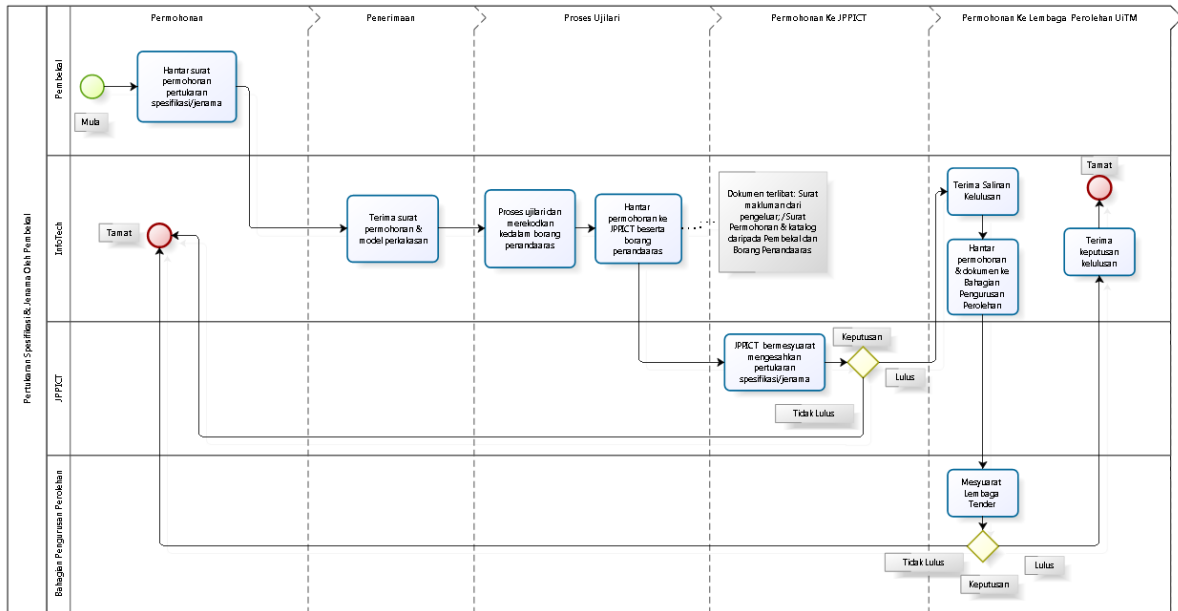 Permohonan
Penerimaan
Proses Ujilari
Permohonan Ke JPPICT
Permohonan Ke Lembaga Perolehan UiTM
Pertukaran Spesifikasi & Jenama Oleh Pembekal
Pembekal
Mula
Hantar surat
permohonan
pertukaran
spesifikasi/jenama
InfoTech
Tamat
Terima surat
permohonan &
model perkakasan
Proses ujilari dan
merekodkan
kedalam borang
penandaaras
Hantar
permohonan ke
JPPICT beserta
borang
penandaaras
Dokumen terlibat: Surat
makluman dari
pengeluar; /Surat
Permohonan & katalog
daripada Pembekal dan
Borang Penandaaras
Terima Salinan
Kelulusan
Hantar
permohonan
& dokumen ke
Bahagian
Pengurusan
Perolehan
Tamat
Terima
keputusan
kelulusan
JPPICT
JPPICT bermesyuarat
mengesahkan
pertukaran
spesifikasi/jenama
Keputusan
Lulus
Tidak Lulus
Bahagian Pengurusan Perolehan
Mesyuarat
Lembaga
Tender
Tidak Lulus
Keputusan
Lulus